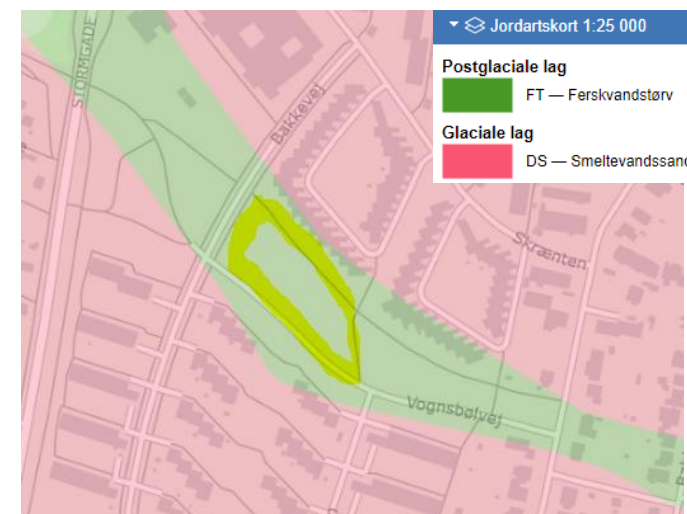 Jordartskort 1:25 000
Postglaciale lag
FT — Ferskvandstørv
Glaciale lag
DS — Smeltevandssand
STORMGADE
Bakkevej
Skrænten
Vognsbølvej